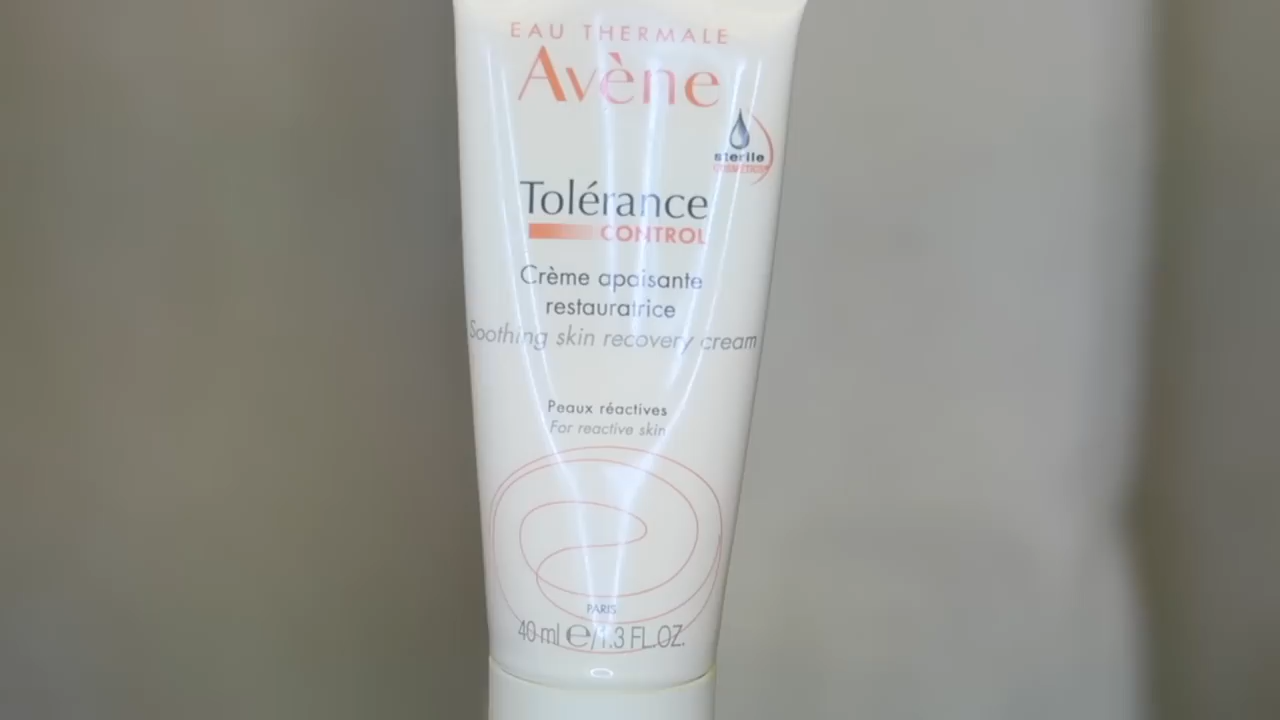 EAU THERMALE
Avène
sterile
COSMETICS
Tolérance
CONTROL
Crème apaisante
restauratrice
Soothing skin recovery cream
Peaux réactives
For reactive skin
PARIS
40 ml ℮/1.3 FL.OZ.